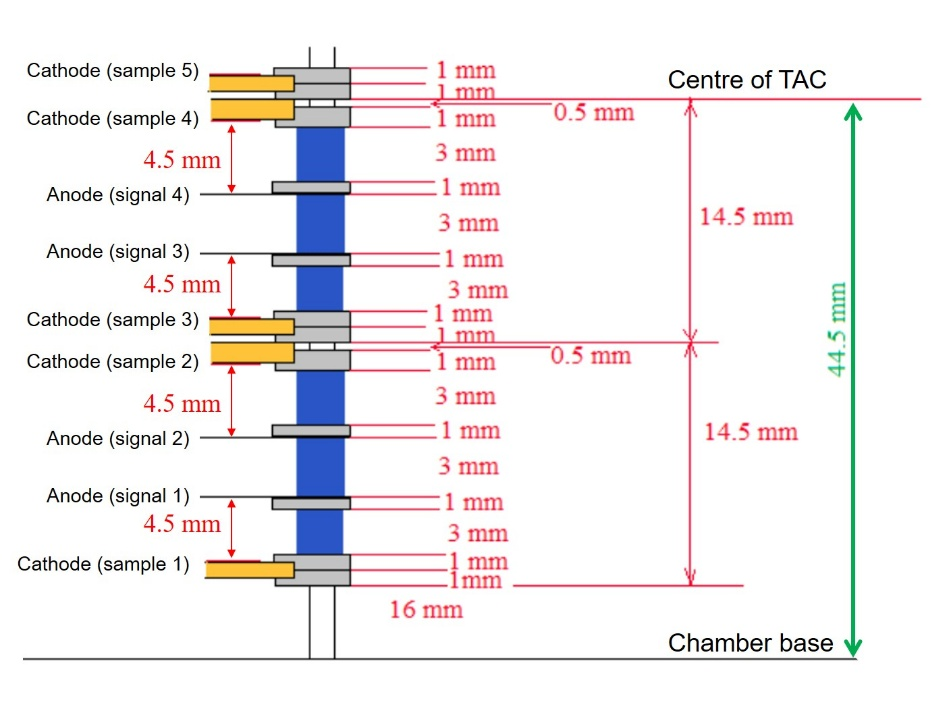 Cathode (sample 5)
1 mm
Centre of TAC
1 mm
0.5 mm
Cathode (sample 4)
1 mm
4.5 mm
3 mm
Anode (signal 4)
1 mm
3 mm
14.5 mm
Anode (signal 3)
1 mm
4.5 mm
3 mm
Cathode (sample 3)
1 mm
1 mm
44.5 mm
0.5 mm
Cathode (sample 2)
1 mm
4.5 mm
3 mm
Anode (signal 2)
1 mm
14.5 mm
3 mm
Anode (signal 1)
1 mm
4.5 mm
3 mm
Cathode (sample 1)
1 mm
1mm
16 mm
Chamber base